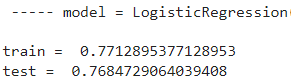 ----- model = LogisticRegression(
train =  0.7712895377128953
test =  0.7684729064039408